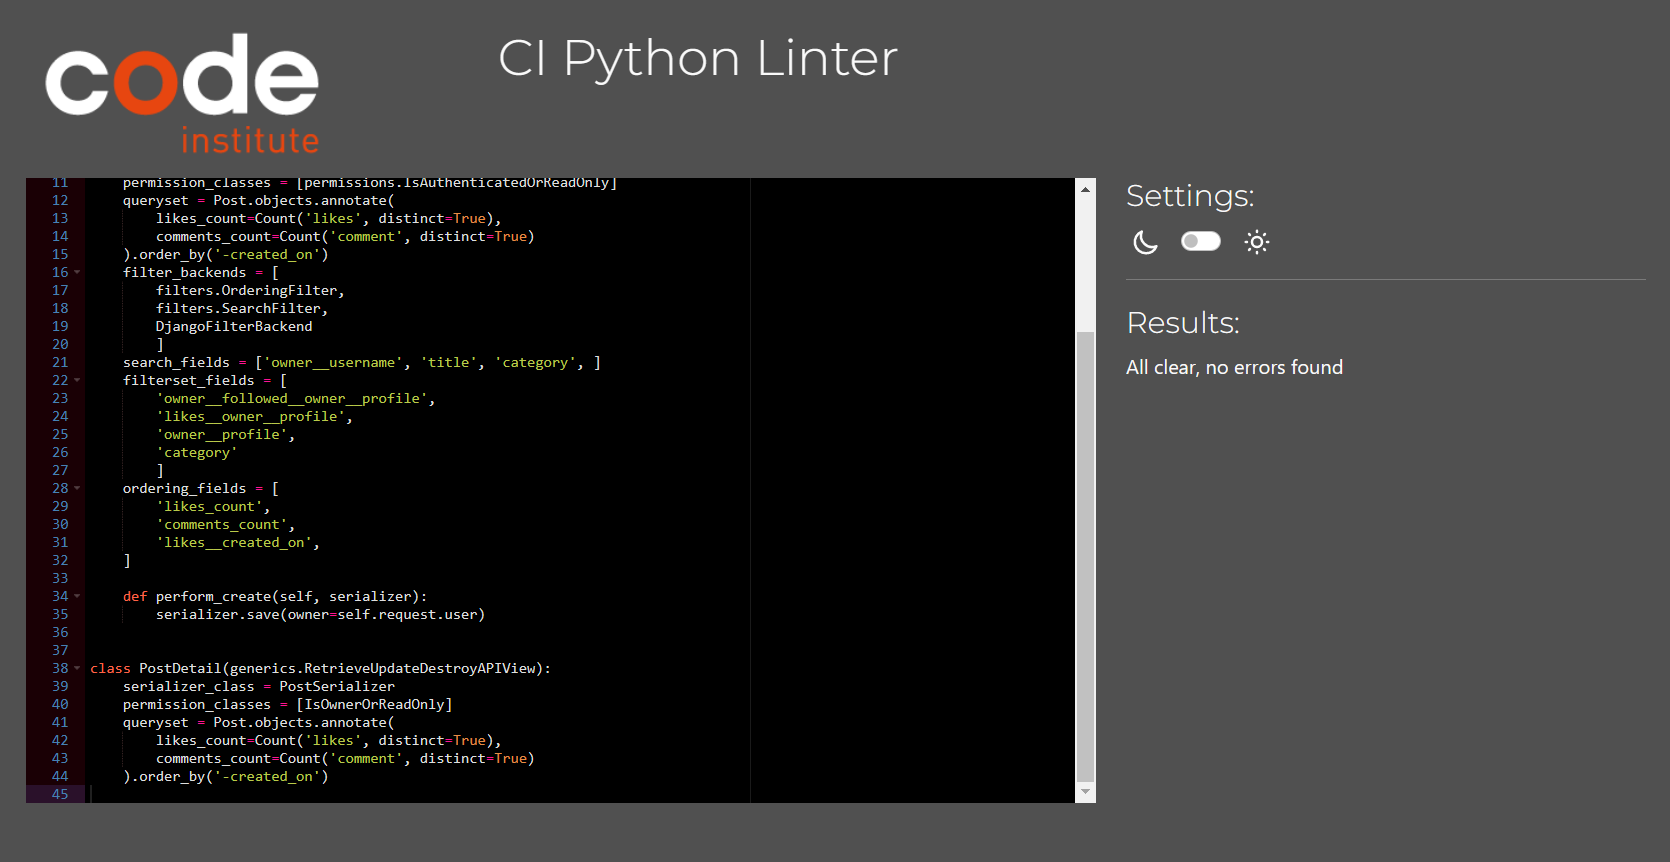 code
institute
CI Python Linter
11 permission_classes = [permissions.IsAuthenticatedOrReadOnly]
12 queryset = Post.objects.annotate(
13 likes_count=Count('likes', distinct=True),
14 comments_count=Count('comment', distinct=True)
15 ).order_by('-created_on')
16 filter_backends = [
17 filters.OrderingFilter,
18 filters.SearchFilter,
19 DjangoFilterBackend
20 ]
21 search_fields = ['owner__username', 'title', 'category', ]
22 filterset_fields = [
23 'owner__followed__owner__profile',
24 'likes__owner__profile',
25 'owner__profile',
26 'category'
27 ]
28 ordering_fields = [
29 'likes_count',
30 'comments_count',
31 'likes__created_on',
32 ]
33
34 def perform_create(self, serializer):
35 serializer.save(owner=self.request.user)
36
37
38 class PostDetail(generics.RetrieveUpdateDestroyAPIView):
39 serializer_class = PostSerializer
40 permission_classes = [IsOwnerOrReadOnly]
41 queryset = Post.objects.annotate(
42 likes_count=Count('likes', distinct=True),
43 comments_count=Count('comment', distinct=True)
44 ).order_by('-created_on')
45
Settings:
Results:
All clear, no errors found